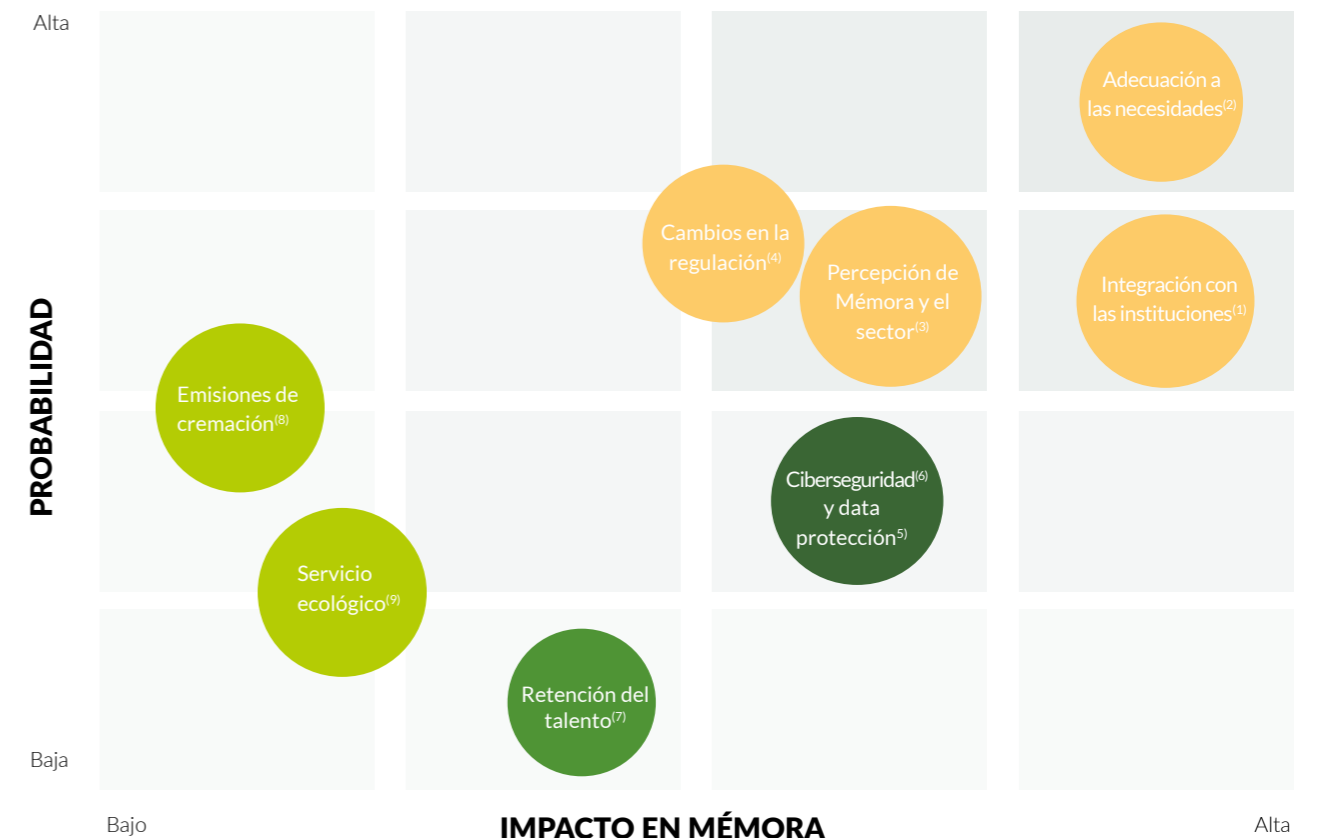 Alta
Adecuación a
las necesidades(2)
Cambios en la
regulación(4)
Percepción de
Mémora y el
sector(3)
Integración con
las instituciones(1)
PROBABILIDAD
Emisiones de
cremación(8)
Ciberseguridad(6)
y data
protección5)
Servicio
ecológico(9)
Retención del
talento(7)
Baja
Bajo
IMPACTO EN MÉMORA
Alta